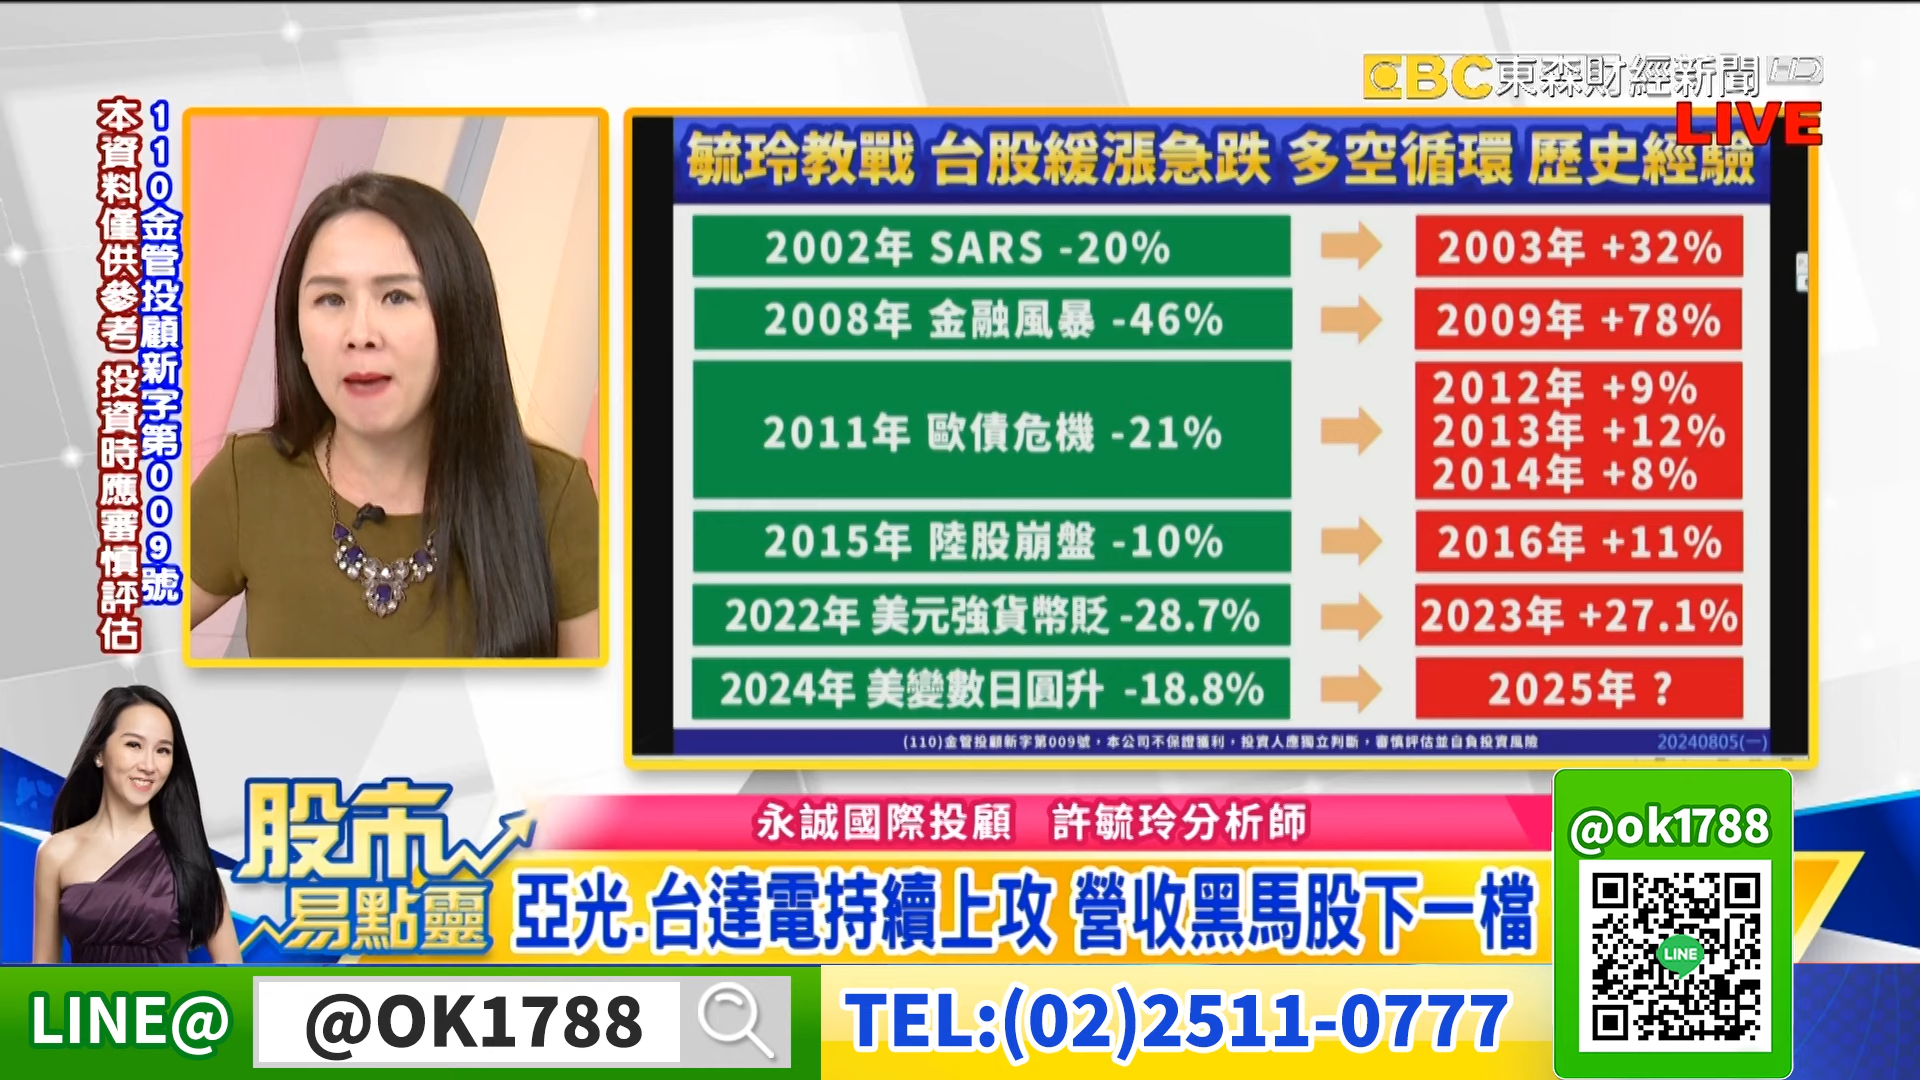 EBC東森財經新聞HD
LIVE
110金管投顧新字第009號
本資料僅供參考 投資時應審慎評估
毓玲教戰 台股緩漲急跌 多空循環 歷史經驗
2002年 SARS -20%
2003年 +32%
2008年 金融風暴 -46%
2009年 +78%
2011年 歐債危機 -21%
2012年 +9%
2013年 +12%
2014年 +8%
2015年 陸股崩盤 -10%
2016年 +11%
2022年 美元強貨幣貶 -28.7%
2023年 +27.1%
2024年 美變數日圓升 -18.8%
2025年 ?
(110)金管投顧新字第009號，本公司不保證獲利，投資人應獨立判斷，審慎評估並自負投資風險
20240805(一)
股市
易點靈
永誠國際投顧 許毓玲分析師
亞光.台達電持續上攻 營收黑馬股下一檔
@ok1788
LINE
LINE@
@OK1788
TEL:(02)2511-0777